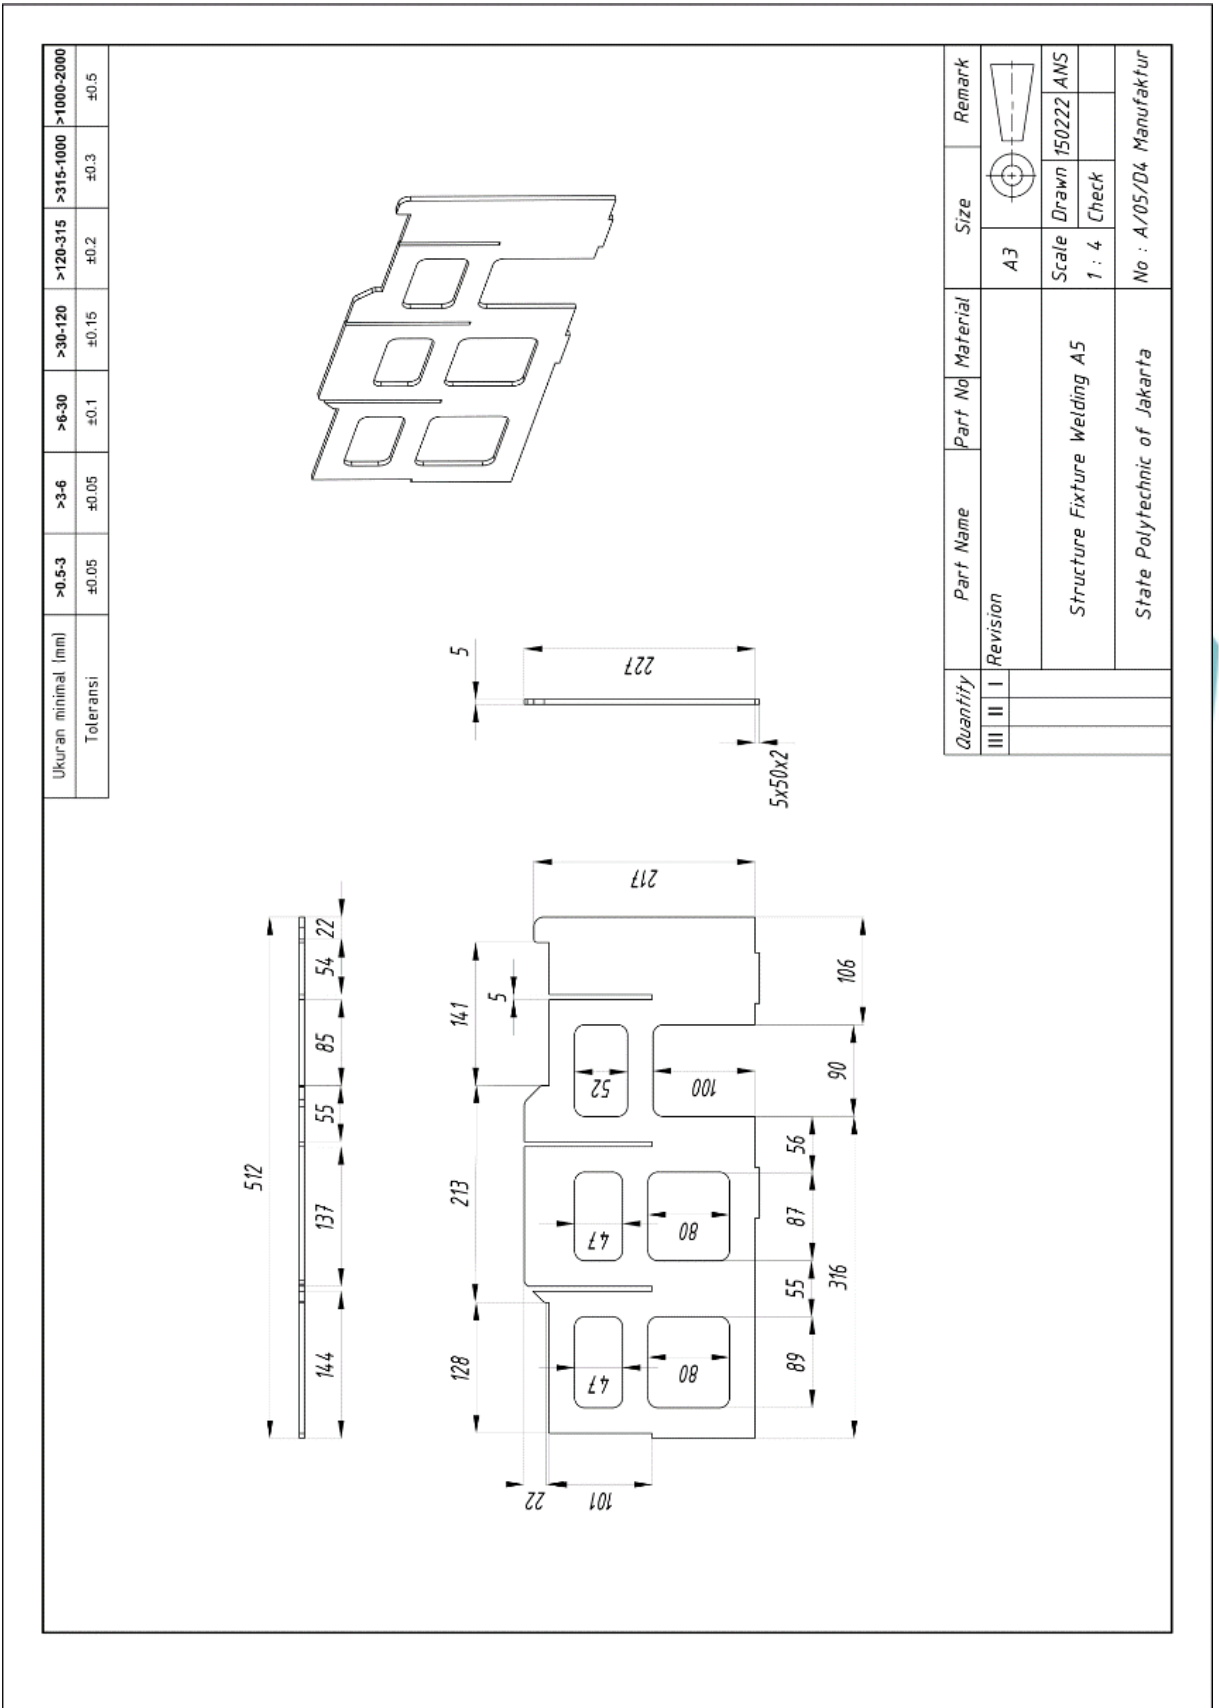 Ukuran minimal (mm) >0.5-3 >3-6 >6-30 >30-120 >120-315 >315-1000 >1000-2000
Toleransi ±0.05 ±0.05 ±0.1 ±0.15 ±0.2 ±0.3 ±0.5
512
144 137 55 85 54 22
128 213 141
5
22
101
47
47
52
80
80
100
217
89 55 87 56
316 90 106
5
227
5x50x2
Quantity Part Name Part No Material Size Remark
III II I Revision A3
Structure Fixture Welding A5
Scale Drawn 150222 ANS
1 : 4 Check
State Polytechnic of Jakarta No : A/05/D4 Manufaktur